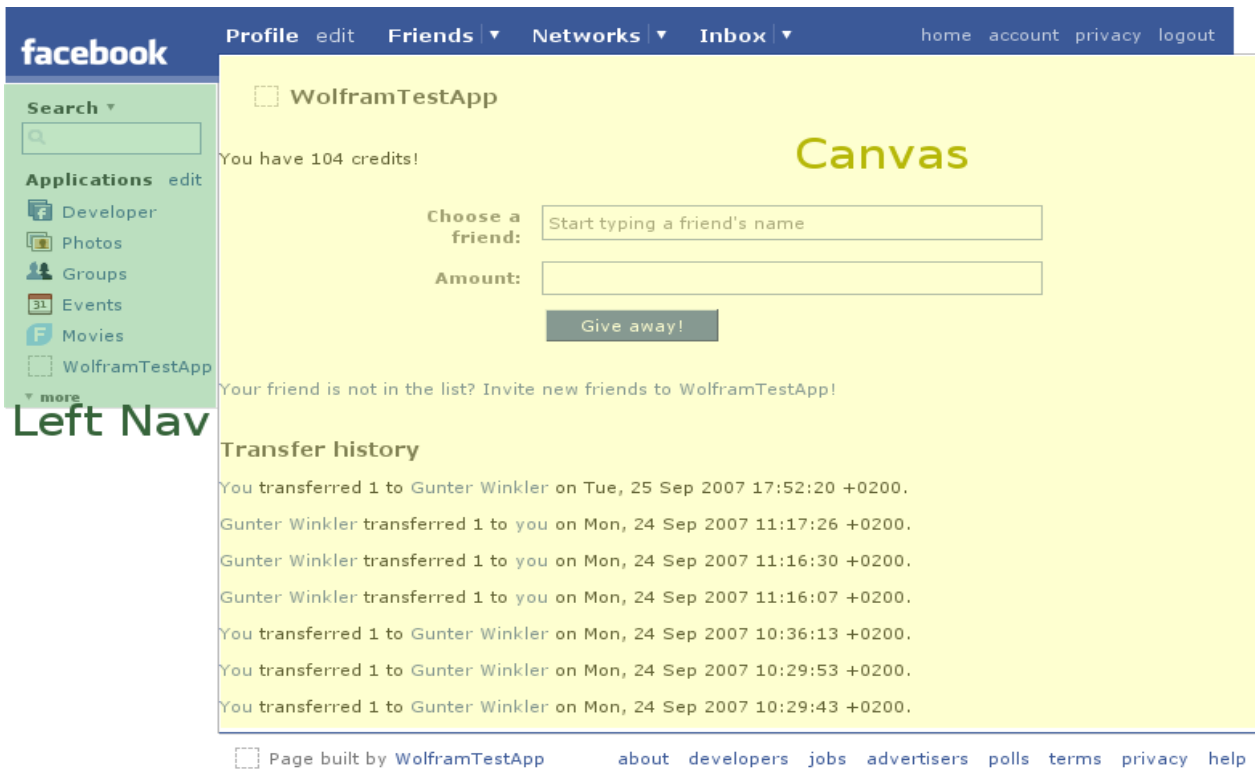 facebook
Profile edit Friends ▼ Networks ▼ Inbox ▼ home account privacy logout
Search ▼
Applications edit
Developer
Photos
Groups
31 Events
F Movies
WolframTestApp
▼ more
Left Nav
WolframTestApp
Canvas
You have 104 credits!
Choose a
friend:
Start typing a friend's name
Amount:
Give away!
Your friend is not in the list? Invite new friends to WolframTestApp!
Transfer history
You transferred 1 to Gunter Winkler on Tue, 25 Sep 2007 17:52:20 +0200.
Gunter Winkler transferred 1 to you on Mon, 24 Sep 2007 11:17:26 +0200.
Gunter Winkler transferred 1 to you on Mon, 24 Sep 2007 11:16:30 +0200.
Gunter Winkler transferred 1 to you on Mon, 24 Sep 2007 11:16:07 +0200.
You transferred 1 to Gunter Winkler on Mon, 24 Sep 2007 10:36:13 +0200.
You transferred 1 to Gunter Winkler on Mon, 24 Sep 2007 10:29:53 +0200.
You transferred 1 to Gunter Winkler on Mon, 24 Sep 2007 10:29:43 +0200.
Page built by WolframTestApp about developers jobs advertisers polls terms privacy help